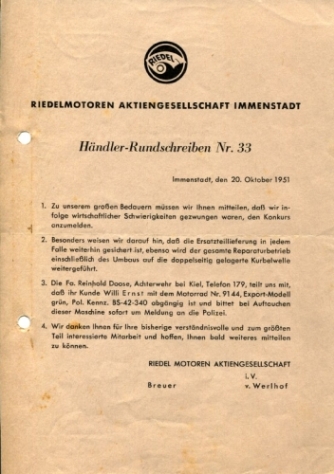 RIEDEL
RIEDELMOTOREN AKTIENGESELLSCHAFT IMMENSTADT
Händler-Rundschreiben Nr. 33
Immenstadt, den 20. Oktober 1951
1. Zu unserem großen Bedauern müssen wir Ihnen mitteilen, daß wir in-
folge wirtschaftlicher Schwierigkeiten gezwungen waren, den Konkurs
anzumelden.
2. Besonders weisen wir darauf hin, daß die Ersatzteillieferung in jedem
Falle weiterhin gesichert ist, ebenso wird der gesamte Reparaturbetrieb
einschließlich des Umbaus auf die doppelseitig gelagerte Kurbelwelle
weitergeführt.
3. Die Fa. Reinhold Doose, Achterwehr bei Kiel, Telefon 179, teilt uns mit,
daß ihr Kunde Willi Ernst mit dem Motorrad Nr. 9144, Export-Modell
grün, Pol. Kennz. BS-42-340 abgängig ist und bittet bei Auftauchen
dieser Maschine sofort um Meldung an die Polizei.
4. Wir danken Ihnen für Ihre bisherige verständnisvolle und zum größten
Teil interessierte Mitarbeit und hoffen, Ihnen bald weiteres mitteilen
zu können.
RIEDEL MOTOREN AKTIENGESELLSCHAFT
i. V.
Breuer v. Werlhof